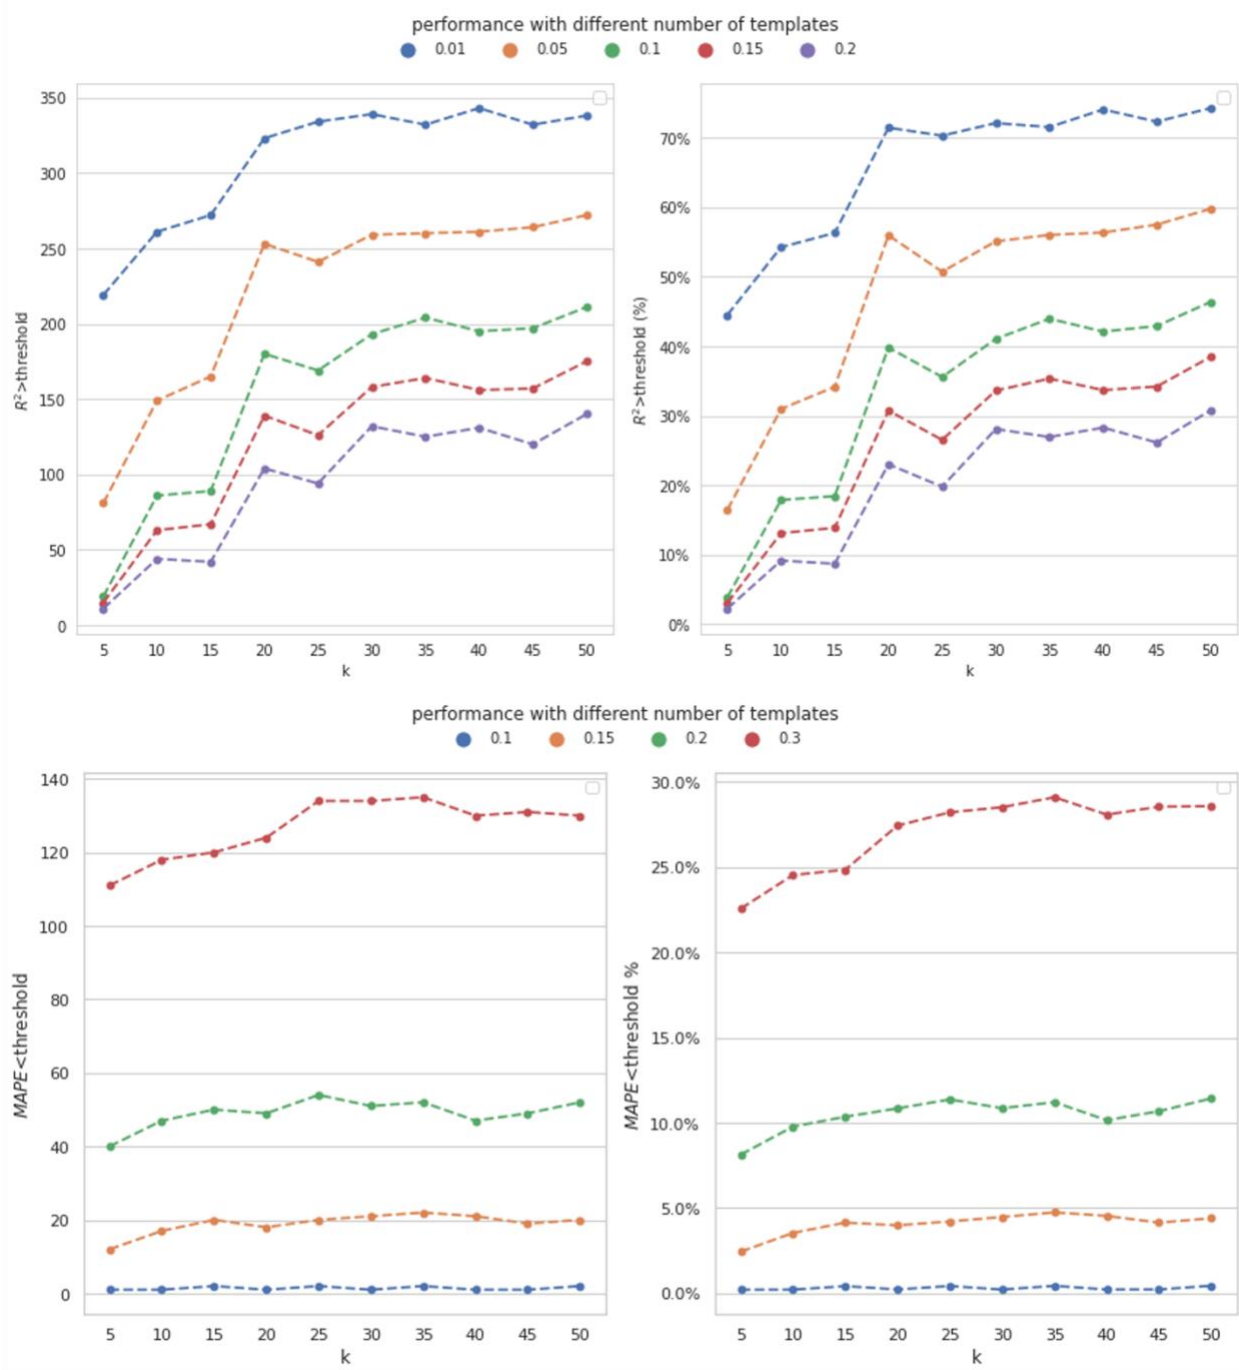 performance with different number of templates
0.01 0.05 0.1 0.15 0.2
R²>threshold
350
300
250
200
150
100
50
0
5 10 15 20 25 30 35 40 45 50
k
R²>threshold (%)
70%
60%
50%
40%
30%
20%
10%
0%
5 10 15 20 25 30 35 40 45 50
k
performance with different number of templates
0.1 0.15 0.2 0.3
MAPE<threshold
140
120
100
80
60
40
20
0
5 10 15 20 25 30 35 40 45 50
k
MAPE<threshold %
30.0%
25.0%
20.0%
15.0%
10.0%
5.0%
0.0%
5 10 15 20 25 30 35 40 45 50
k